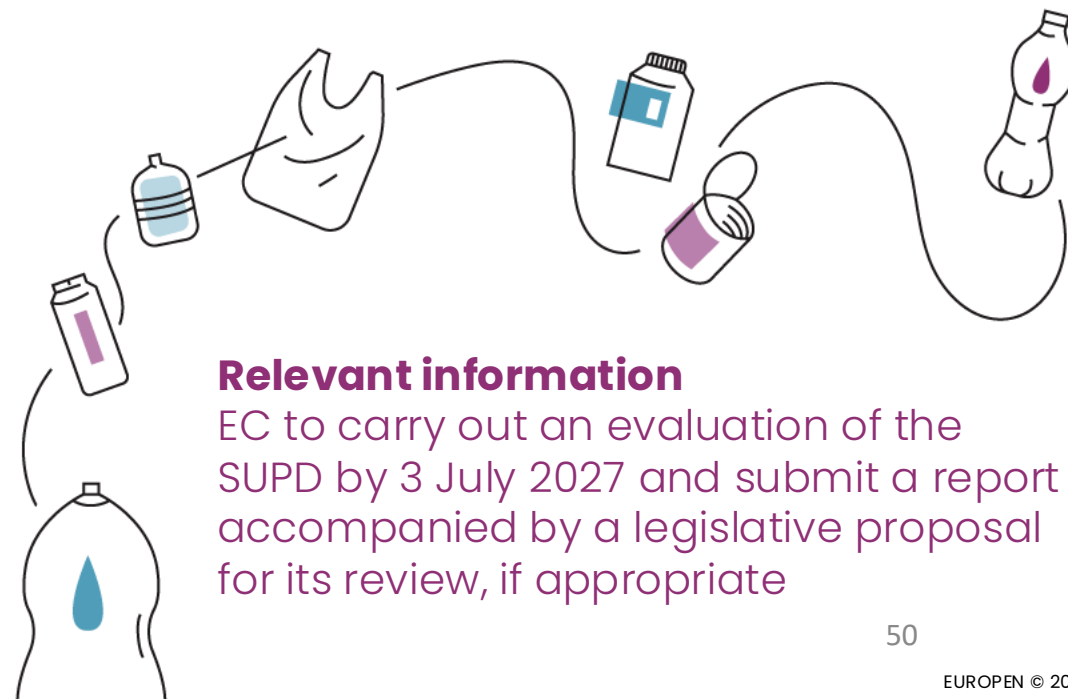 Relevant information
EC to carry out an evaluation of the
SUPD by 3 July 2027 and submit a report
accompanied by a legislative proposal
for its review, if appropriate
50
EUROPEN ©